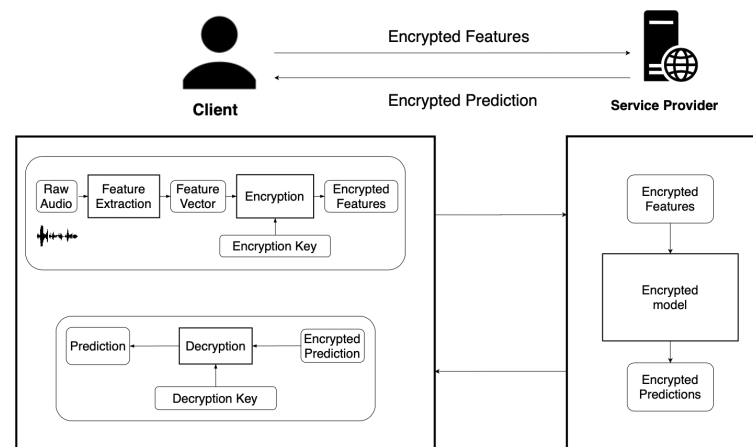 Encrypted Features
Encrypted Prediction
Client
Service Provider
Raw
Audio
Feature
Extraction
Feature
Vector
Encryption
Encrypted
Features
Encryption Key
Prediction
Decryption
Encrypted
Prediction
Decryption Key
Encrypted
Features
Encrypted
model
Encrypted
Predictions